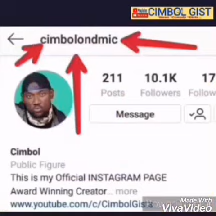 CIMBOL GIST
cimbolondmic
211 10.1K 17
Posts Followers Follow
Message
Cimbol
Public Figure
This is my Official INSTAGRAM PAGE
Award Winning Creator... more
www.youtube.com/c/CimbolGist
Made With
VivaVideo